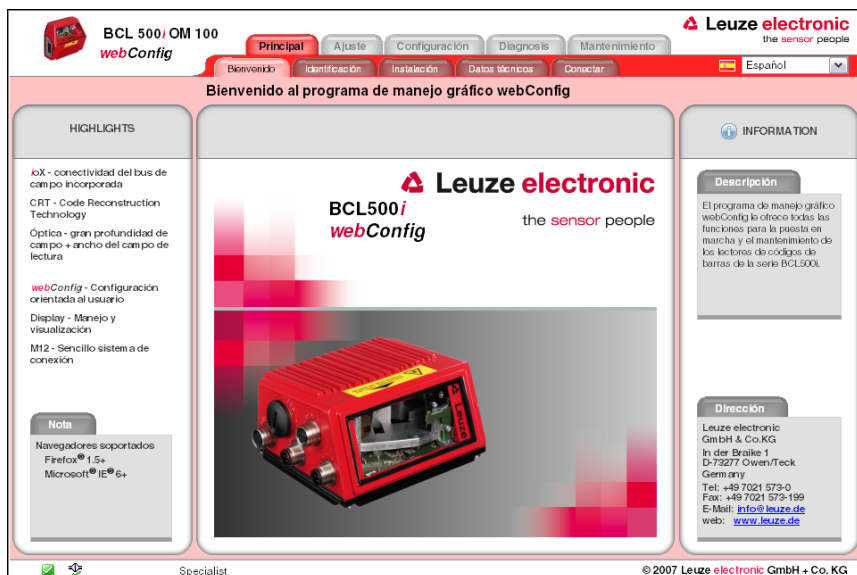 BCL 500i OM 100
webConfig
Principal
Ajuste
Configuración
Diagnosis
Mantenimiento
Leuze electronic
the sensor people
Bienvenido
Identificación
Instalación
Datos técnicos
Conectar
Español
Bienvenido al programa de manejo gráfico webConfig
HIGHLIGHTS
ioX - conectividad del bus de
campo incorporada
CRT - Code Reconstruction
Technology
Óptica - gran profundidad de
campo + ancho del campo de
lectura
webConfig - Configuración
orientada al usuario
Display - Manejo y
visualización
M12 - Sencillo sistema de
conexión
Nota
Navegadores soportados
Firefox® 1.5+
Microsoft® IE® 6+
Leuze electronic
the sensor people
BCL500i
webConfig
Leuze
INFORMATION
Descripción
El programa de manejo gráfico
webConfig le ofrece todas las
funciones para la puesta en
marcha y el mantenimiento de
los lectores de códigos de
barras de la serie BCL500i.
Dirección
Leuze electronic
GmbH & Co.KG
In der Braike 1
D-73277 Owen/Teck
Germany
Tel: +49 7021 573-0
Fax: +49 7021 573-199
E-Mail: info@leuze.de
web: www.leuze.de
Specialist
© 2007 Leuze electronic GmbH + Co. KG